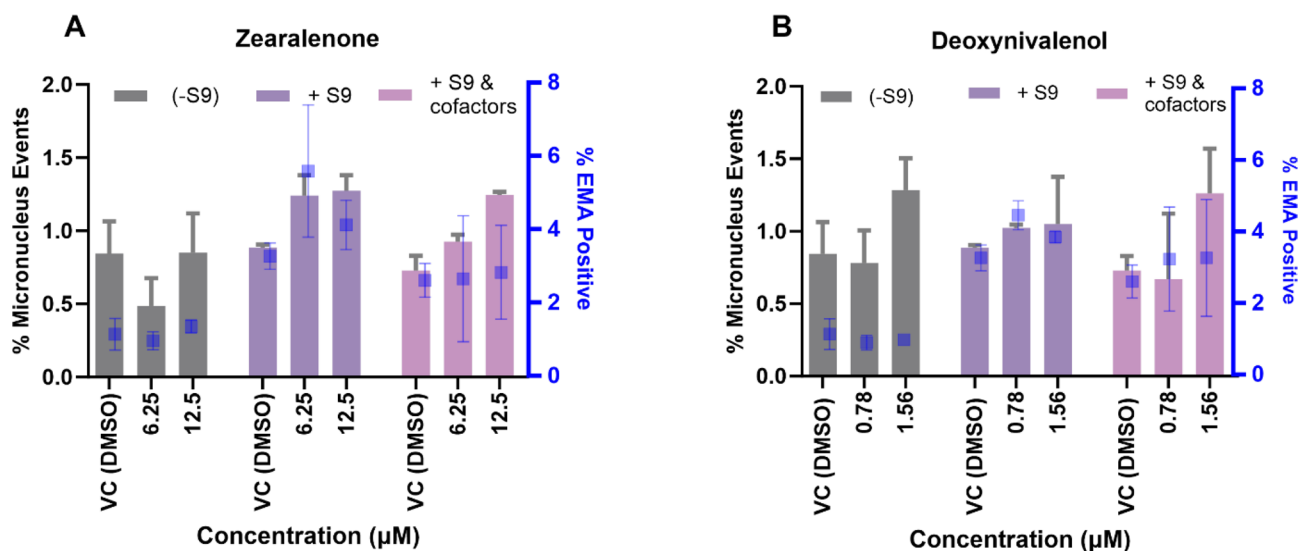 A
Zearalenone
(-S9)
+ S9
+ S9 &
cofactors
% Micronucleus Events
2.0
1.5
1.0
0.5
0.0
8
6
4
2
0
% EMA Positive
VC (DMSO)
6.25
12.5
VC (DMSO)
6.25
12.5
VC (DMSO)
6.25
12.5
Concentration (µM)
B
Deoxynivalenol
(-S9)
+ S9
+ S9 &
cofactors
% Micronucleus Events
2.0
1.5
1.0
0.5
0.0
8
6
4
2
0
% EMA Positive
VC (DMSO)
0.78
1.56
VC (DMSO)
0.78
1.56
VC (DMSO)
0.78
1.56
Concentration (µM)